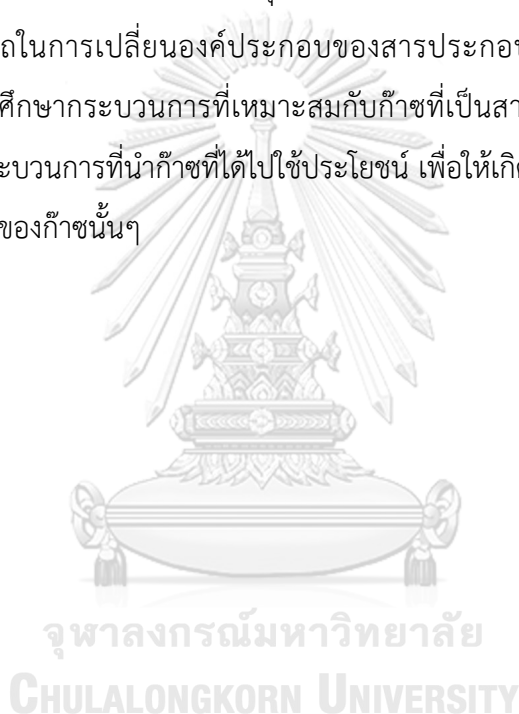 ถในการเปลี่ยนองค์ประกอบของสารประกอบ
ศึกษากระบวนการที่เหมาะสมกับก๊าซที่เป็นสา
ะบวนการที่นำก๊าซที่ได้ไปใช้ประโยชน์ เพื่อให้เกิด
ของก๊าซนั้นๆ
จุฬาลงกรณ์มหาวิทยาลัย
CHULALONGKORN UNIVERSITY